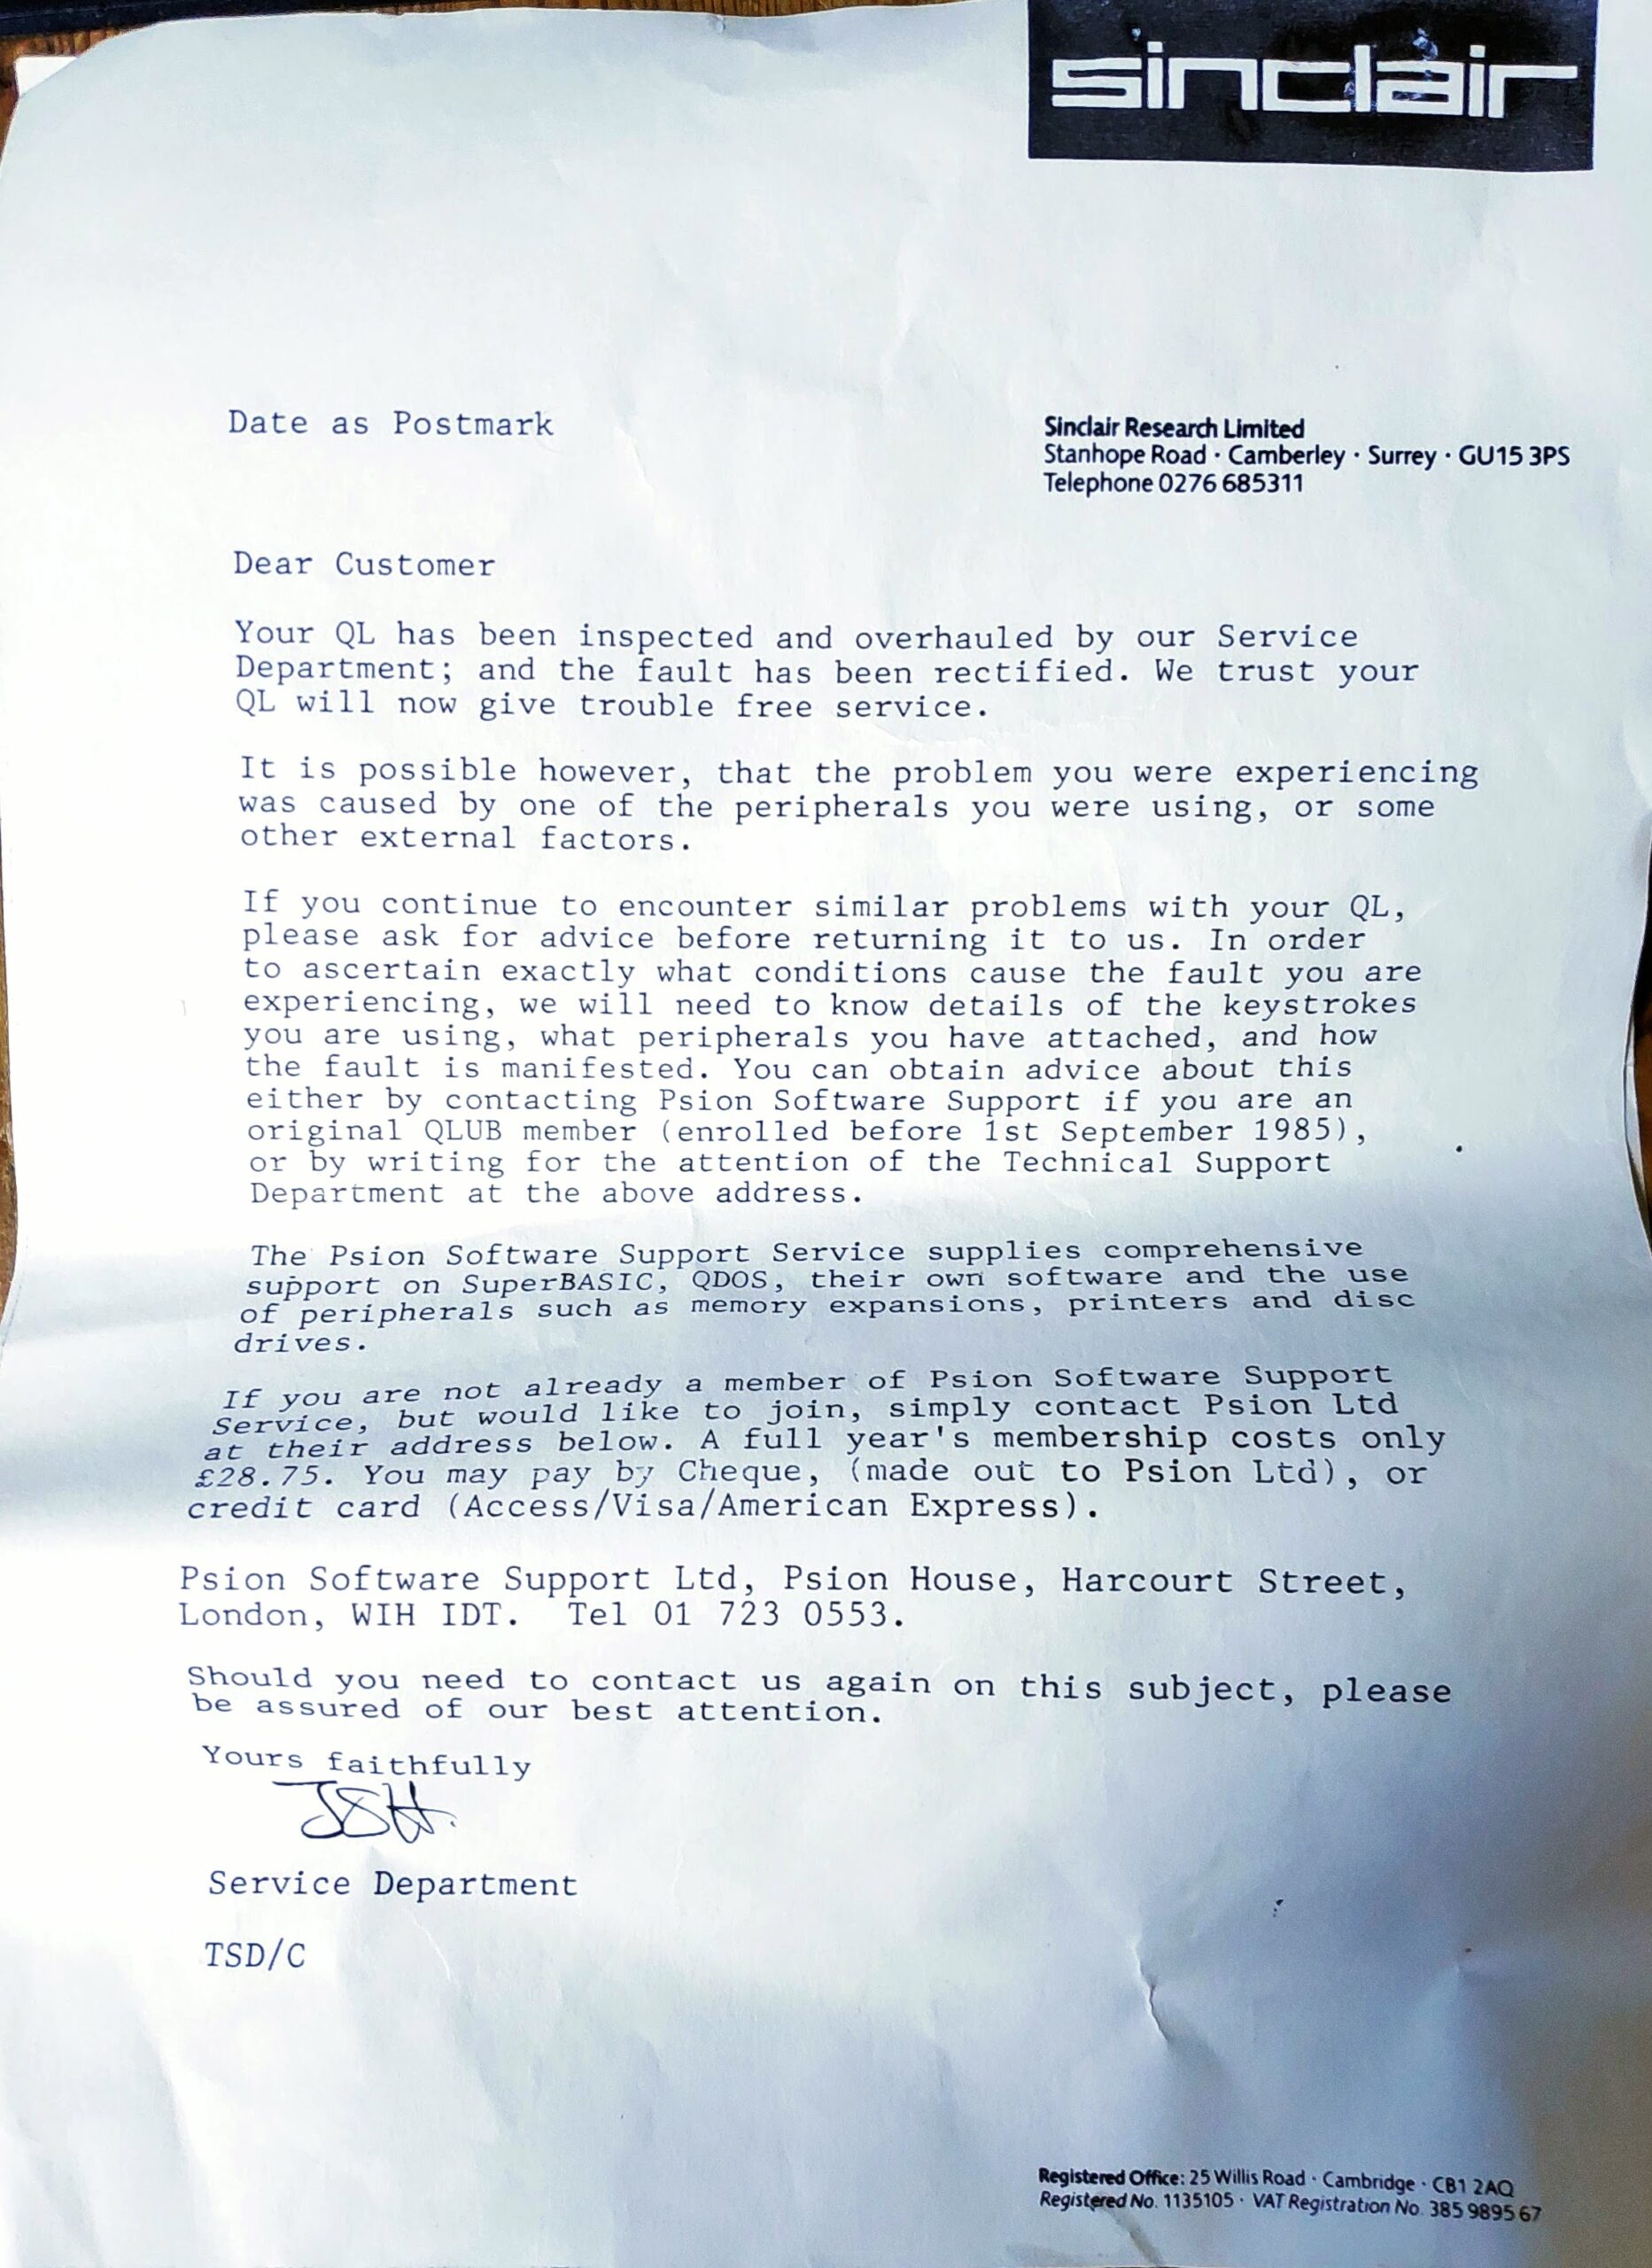 sinclair
Date as Postmark
Sinclair Research Limited
Stanhope Road · Camberley · Surrey · GU15 3PS
Telephone 0276 685311
Dear Customer
Your QL has been inspected and overhauled by our Service
Department; and the fault has been rectified. We trust your
QL will now give trouble free service.
It is possible however, that the problem you were experiencing
was caused by one of the peripherals you were using, or some
other external factors.
If you continue to encounter similar problems with your QL,
please ask for advice before returning it to us. In order
to ascertain exactly what conditions cause the fault you are
experiencing, we will need to know details of the keystrokes
you are using, what peripherals you have attached, and how
the fault is manifested. You can obtain advice about this
either by contacting Psion Software Support if you are an
original QLUB member (enrolled before 1st September 1985),
or by writing for the attention of the Technical Support
Department at the above address.
The Psion Software Support Service supplies comprehensive
support on SuperBASIC, QDOS, their own software and the use
of peripherals such as memory expansions, printers and disc
drives.
If you are not already a member of Psion Software Support
Service, but would like to join, simply contact Psion Ltd
at their address below. A full year's membership costs only
£28.75. You may pay by Cheque, (made out to Psion Ltd), or
credit card (Access/Visa/American Express).
Psion Software Support Ltd, Psion House, Harcourt Street,
London, WIH IDT. Tel 01 723 0553.
Should you need to contact us again on this subject, please
be assured of our best attention.
Yours faithfully
JSH.
Service Department
TSD/C
Registered Office: 25 Willis Road · Cambridge · CB1 2AQ
Registered No. 1135105 · VAT Registration No. 385 9895 67